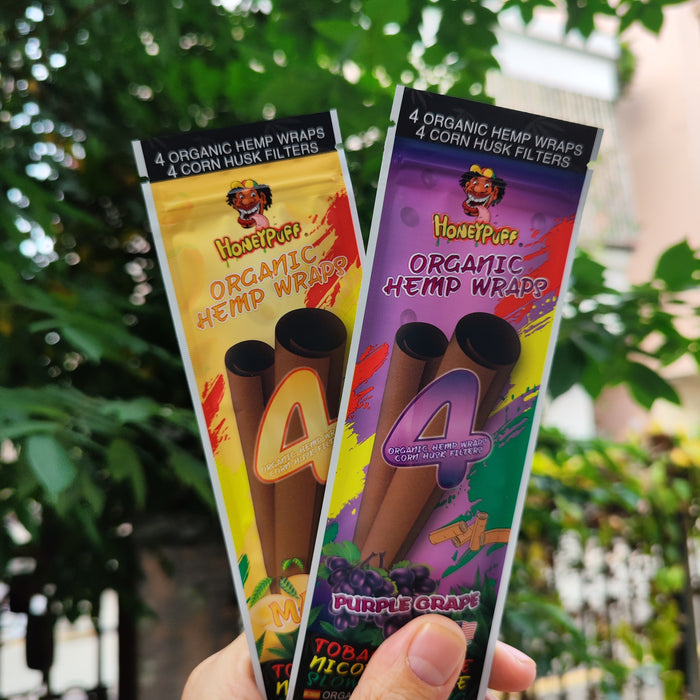 4 ORGANIC HEMP WRAPS
4 CORN HUSK FILTERS
HONEYPUFF
ORGANIC
HEMP WRAPS
4
ORGANIC HEMP WRAPS
CORN HUSK
4 ORGANIC HEMP WRAPS
4 CORN HUSK FILTERS
HONEYPUFF
ORGANIC
HEMP WRAPS
4
ORGANIC HEMP WRAPS
CORN HUSK FILTERS
PURPLE GRAPE